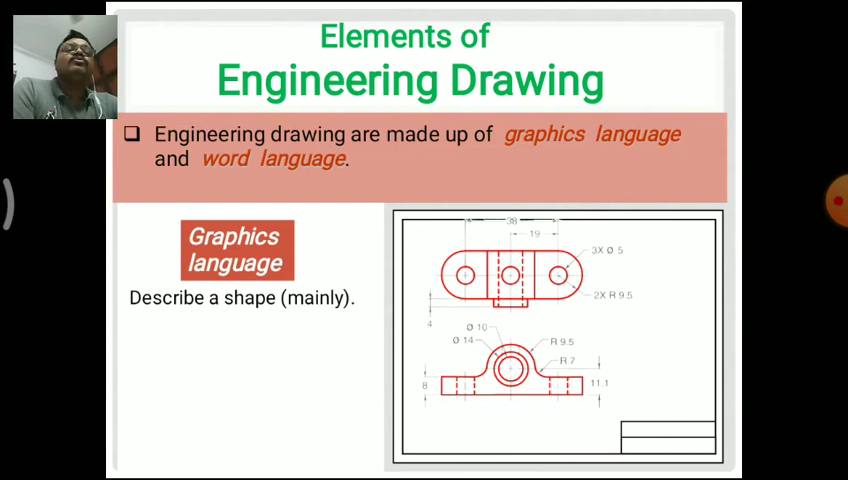 Elements of
Engineering Drawing
Engineering drawing are made up of graphics language
and word language.
Graphics
language
Describe a shape (mainly).
38
19
3X Ø 5
2X R 9.5
4
Ø 10
Ø 14
R 9.5
R 7
8
11.1